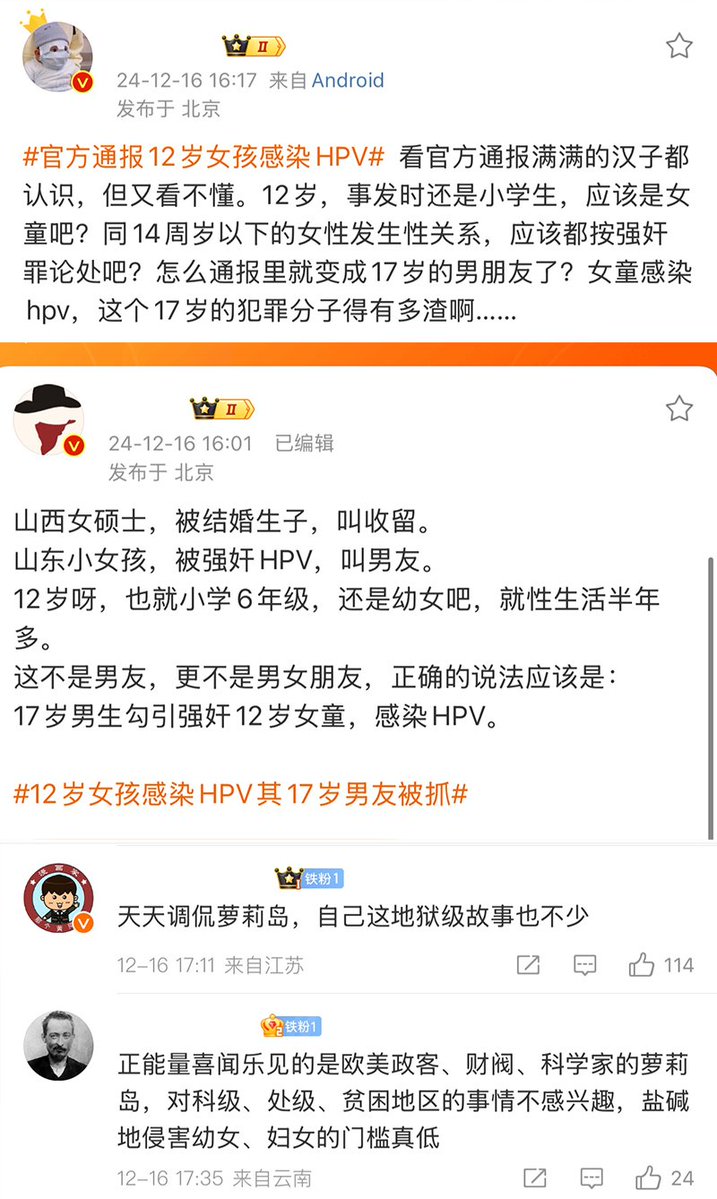 II
24-12-16 16:17 来自Android
发布于 北京
#官方通报12岁女孩感染HPV# 看官方通报满满的汉子都
认识，但又看不懂。12岁，事发时还是小学生，应该是女
童吧？同14周岁以下的女性发生性关系，应该都按强奸
罪论处吧？怎么通报里就变成17岁的男朋友了？女童感染
hpv，这个17岁的犯罪分子得有多渣啊……
II
24-12-16 16:01 已编辑
发布于 北京
山西女硕士，被结婚生子，叫收留。
山东小女孩，被强奸HPV，叫男友。
12岁呀，也就小学6年级，还是幼女吧，就性生活半年
多。
这不是男友，更不是男女朋友，正确的说法应该是：
17岁男生勾引强奸12岁女童，感染HPV。
#12岁女孩感染HPV其17岁男友被抓#
铁粉1
天天调侃萝莉岛，自己这地狱级故事也不少
12-16 17:11 来自江苏
114
铁粉1
正能量喜闻乐见的是欧美政客、财阀、科学家的萝莉
岛，对科级、处级、贫困地区的事情不感兴趣，盐碱
地侵害幼女、妇女的门槛真低
12-16 17:35 来自云南
24